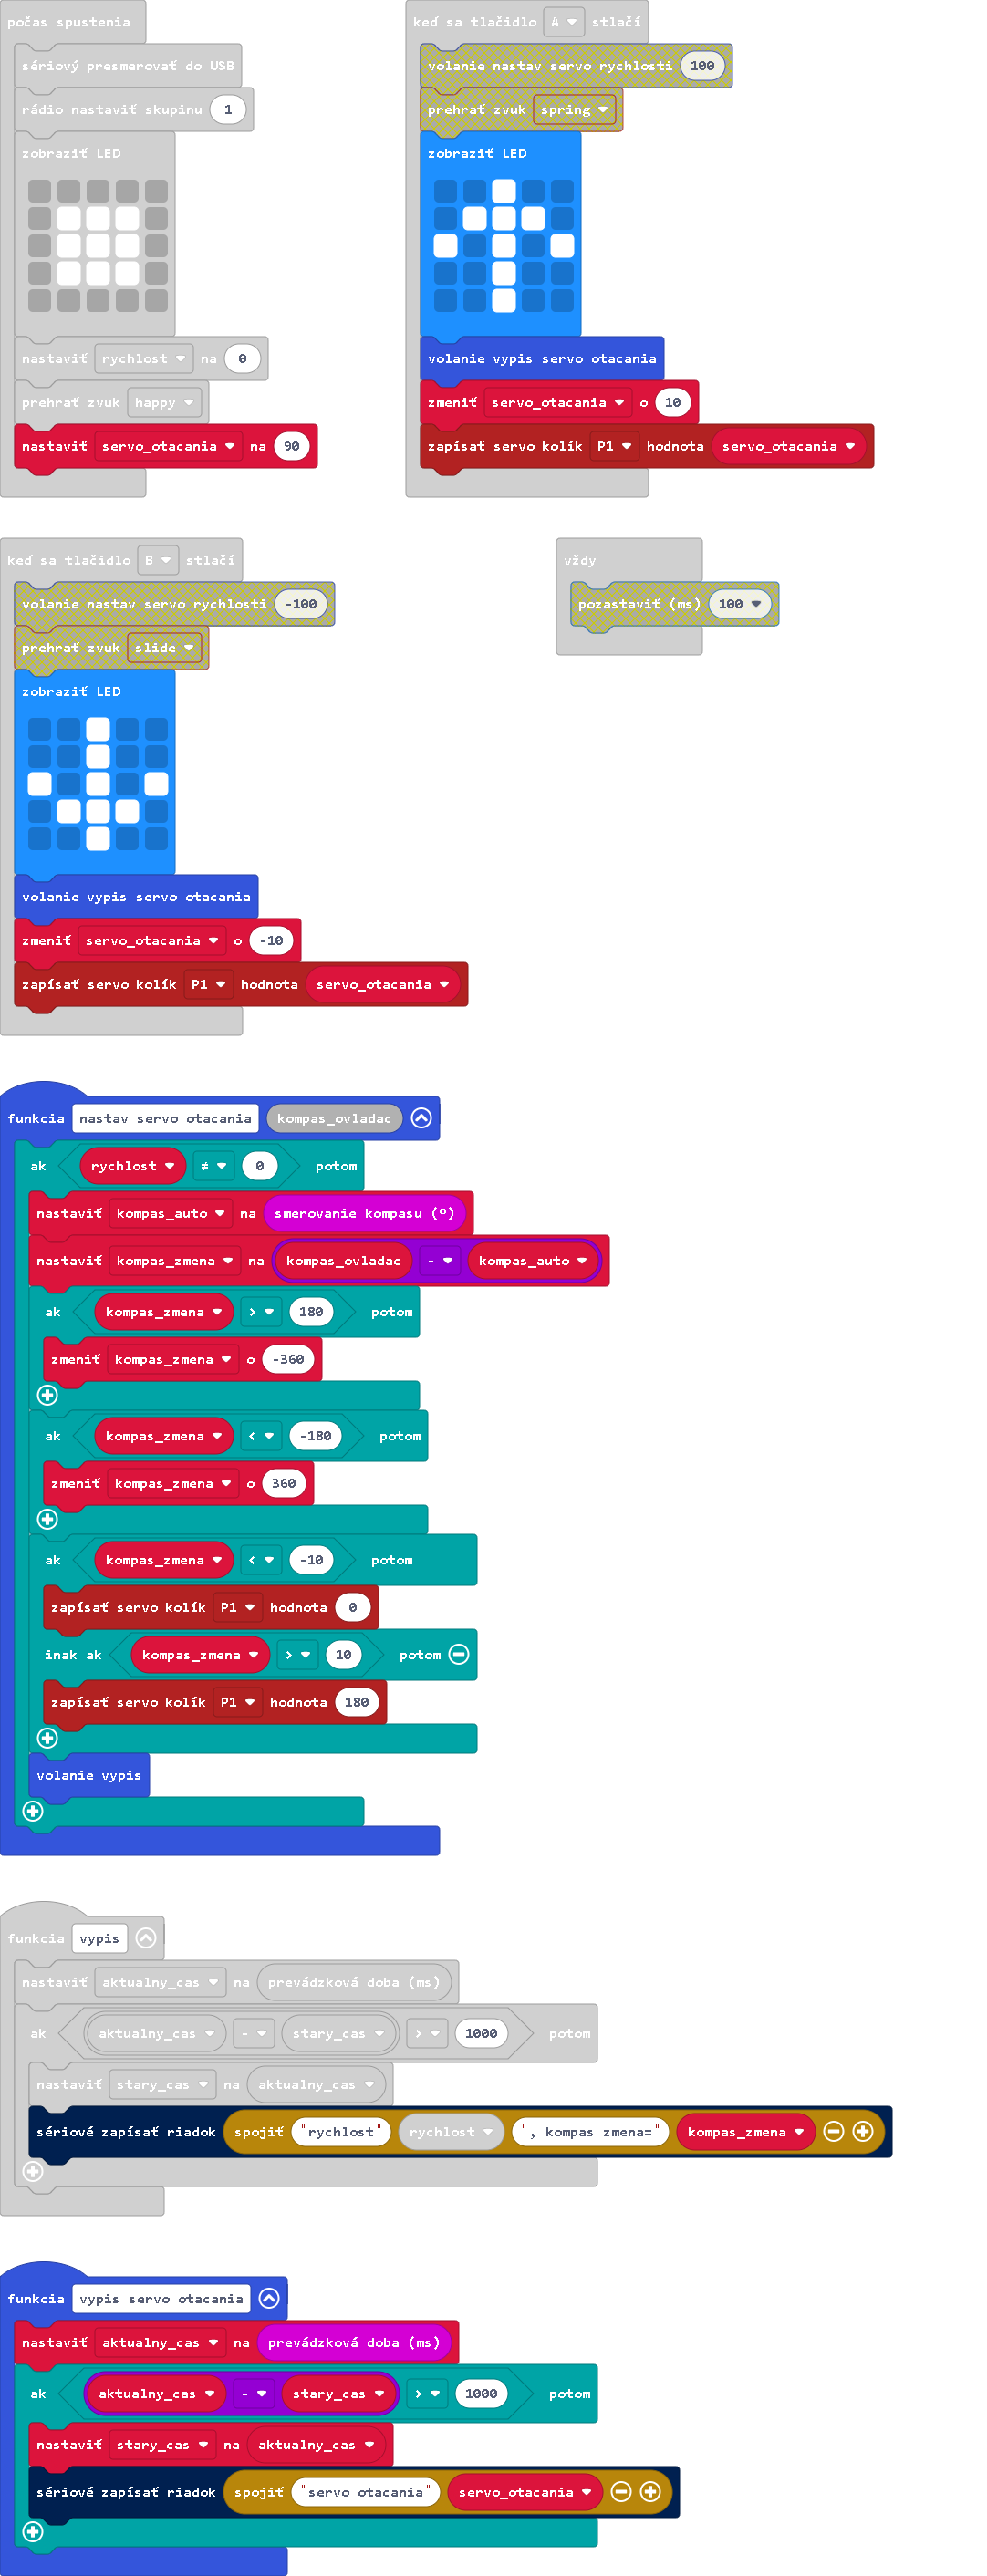 počas spustenia
sériový presmerovať do USB
rádio nastaviť skupinu 1
zobraziť LED
nastaviť rychlost na 0
prehrať zvuk happy
nastaviť servo_otacania na 90
keď sa tlačidlo A stlačí
volanie nastav servo rychlosti 100
prehrať zvuk spring
zobraziť LED
volanie vypis servo otacania
zmeniť servo_otacania o 10
zapísať servo kolík P1 hodnota servo_otacania
keď sa tlačidlo B stlačí
volanie nastav servo rychlosti -100
prehrať zvuk slide
zobraziť LED
volanie vypis servo otacania
zmeniť servo_otacania o -10
zapísať servo kolík P1 hodnota servo_otacania
vždy
pozastaviť (ms) 100
funkcia nastav servo otacania kompas_ovladac
ak rychlost ≠ 0 potom
nastaviť kompas_auto na smerovanie kompasu (º)
nastaviť kompas_zmena na kompas_ovladac - kompas_auto
ak kompas_zmena > 180 potom
zmeniť kompas_zmena o -360
ak kompas_zmena < -180 potom
zmeniť kompas_zmena o 360
ak kompas_zmena < -10 potom
zapísať servo kolík P1 hodnota 0
inak ak kompas_zmena > 10 potom
zapísať servo kolík P1 hodnota 180
volanie vypis
funkcia vypis
nastaviť aktualny_cas na prevádzková doba (ms)
ak aktualny_cas - stary_cas > 1000 potom
nastaviť stary_cas na aktualny_cas
sériové zapísať riadok spojiť "rychlost" rychlost ", kompas zmena=" kompas_zmena
funkcia vypis servo otacania
nastaviť aktualny_cas na prevádzková doba (ms)
ak aktualny_cas - stary_cas > 1000 potom
nastaviť stary_cas na aktualny_cas
sériové zapísať riadok spojiť "servo otacania" servo_otacania